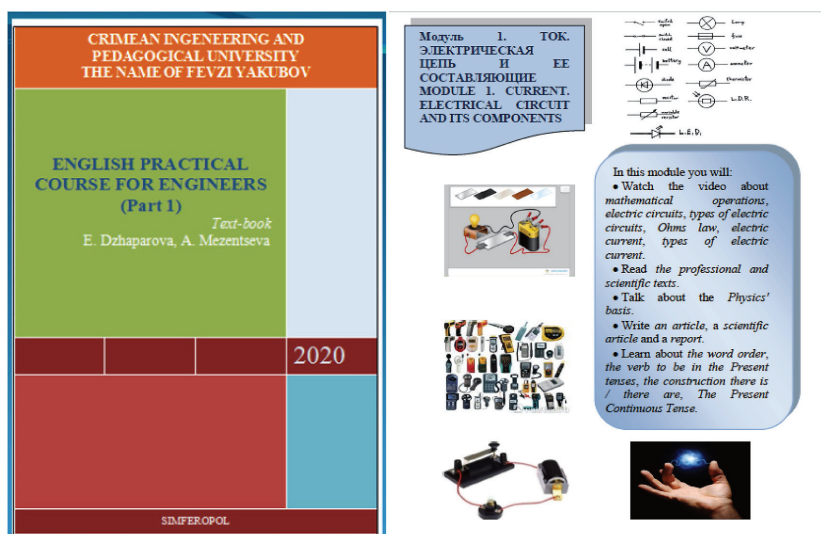 CRIMEAN INGENEERING AND
PEDAGOGICAL UNIVERSITY
THE NAME OF FEVZI YAKUBOV
ENGLISH PRACTICAL
COURSE FOR ENGINEERS
(Part 1)
Text-book
E. Dzhaparova, A. Mezentseva
2020
SIMFEROPOL
Модуль 1. ТОК.
ЭЛЕКТРИЧЕСКАЯ
ЦЕПЬ И ЕЕ
СОСТАВЛЯЮЩИЕ
MODULE 1. CURRENT.
ELECTRICAL CIRCUIT
AND ITS COMPONENTS
switch
open
lamp
fuse
cell
voltmeter
battery
ammeter
diode
thermistor
L.D.R.
variable
resistor
L.E.D.
In this module you will:
• Watch the video about
mathematical operations,
electric circuits, types of electric
circuits, Ohms law, electric
current, types of electric
current.
• Read the professional and
scientific texts.
• Talk about the Physics'
basis.
• Write an article, a scientific
article and a report.
• Learn about the word order,
the verb to be in the Present
tenses, the construction there is
/ there are, The Present
Continuous Tense.